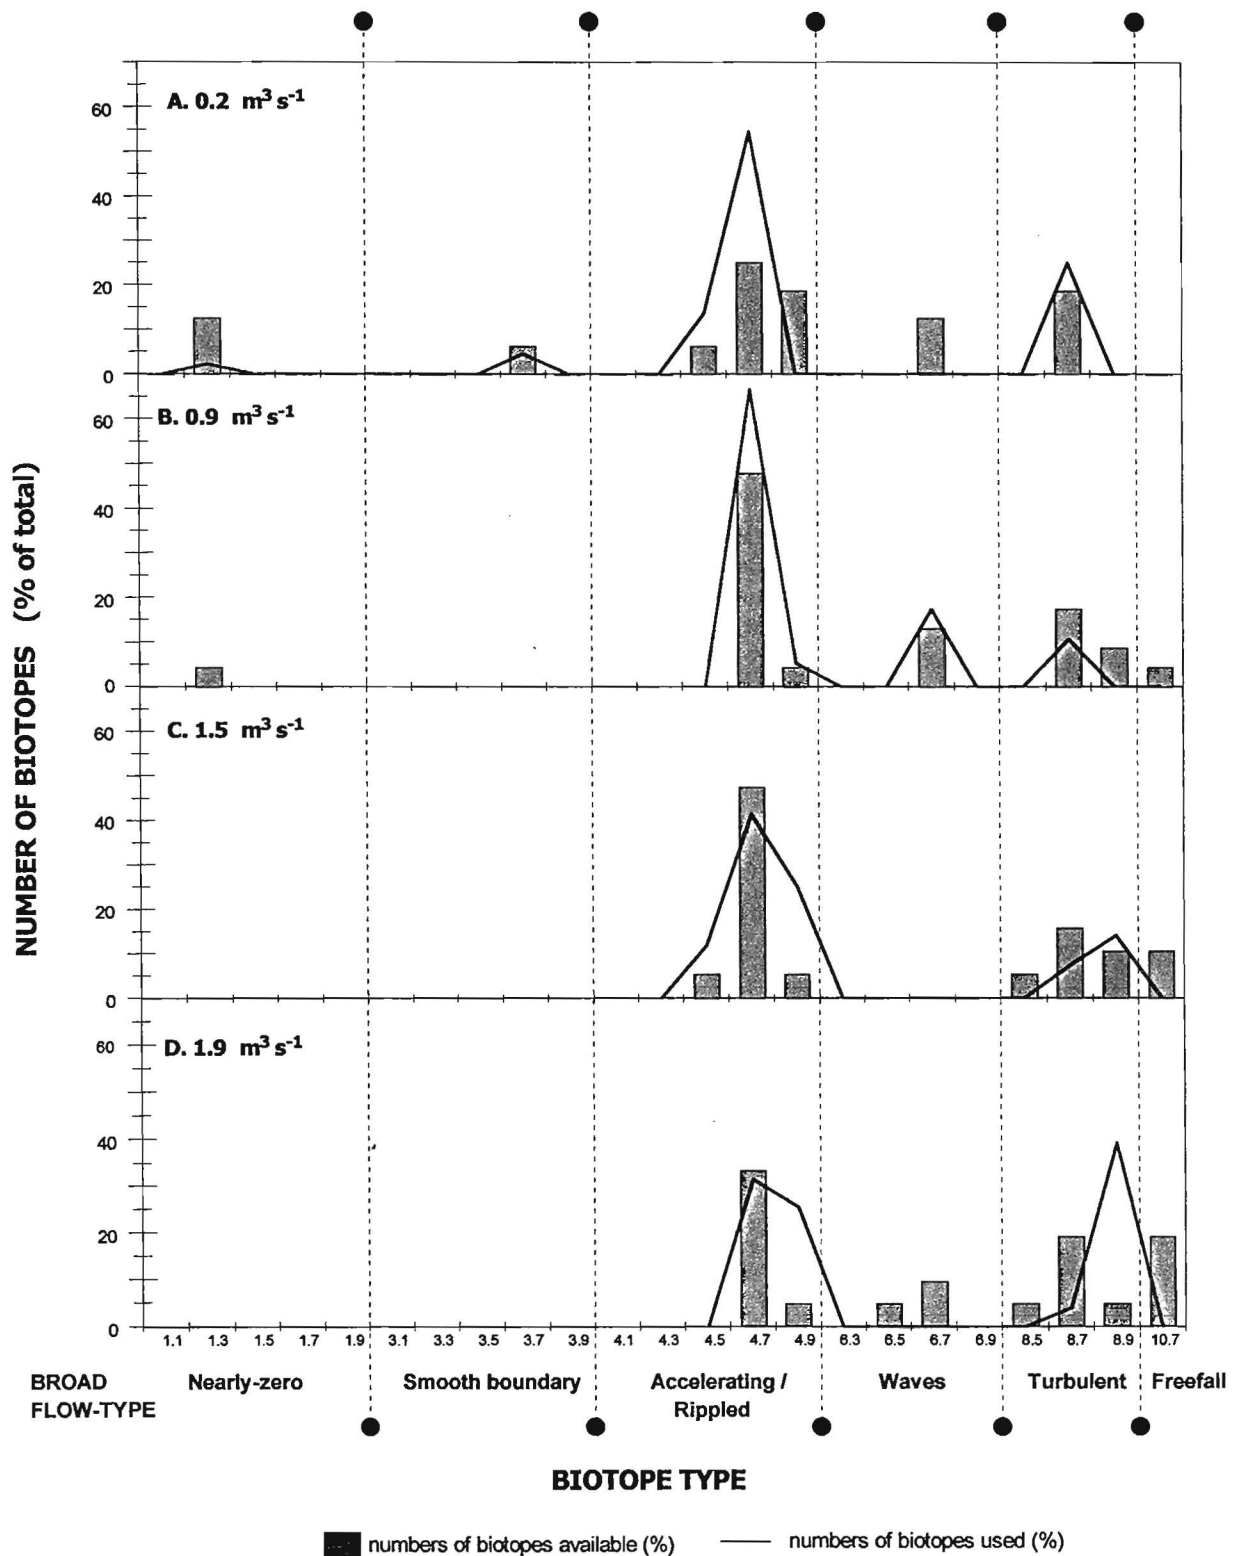 A. 0.2 m³ s⁻¹
60
40
20
0
B. 0.9 m³ s⁻¹
60
40
20
0
C. 1.5 m³ s⁻¹
60
40
20
0
D. 1.9 m³ s⁻¹
60
40
20
0
NUMBER OF BIOTOPES (% of total)
1.1 1.3 1.5 1.7 1.9 3.1 3.3 3.5 3.7 3.9 4.1 4.3 4.5 4.7 4.9 6.3 6.5 6.7 6.9 8.5 8.7 8.9 10.7
BROAD FLOW-TYPE
Nearly-zero
Smooth boundary
Accelerating /
Rippled
Waves
Turbulent
Freefall
BIOTOPE TYPE
numbers of biotopes available (%)
numbers of biotopes used (%)